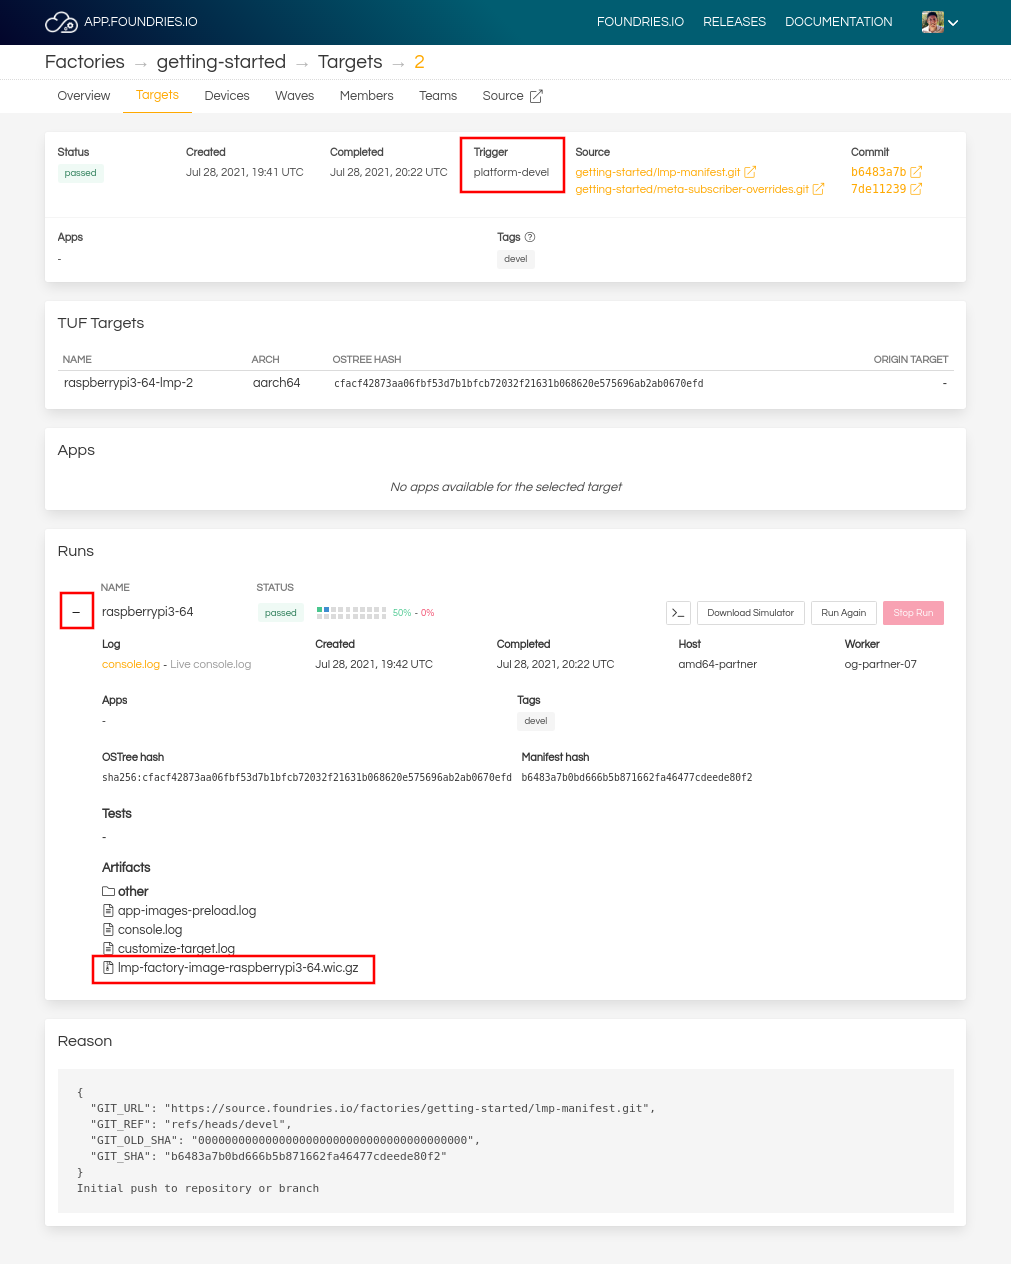 APP.FOUNDRIES.IO FOUNDRIES.IO RELEASES DOCUMENTATION
Factories → getting-started → Targets → 2
Overview Targets Devices Waves Members Teams Source
Status Created Completed Trigger Source Commit
passed Jul 28, 2021, 19:41 UTC Jul 28, 2021, 20:22 UTC platform-devel getting-started/lmp-manifest.git b6483a7b
getting-started/meta-subscriber-overrides.git 7de11239
Apps Tags ?
- devel
TUF Targets
NAME ARCH OSTREE HASH ORIGIN TARGET
raspberrypi3-64-lmp-2 aarch64 cfacf42873aa06fbf53d7b1bfcb72032f21631b068620e575696ab2ab0670efd -
Apps
No apps available for the selected target
Runs
NAME STATUS
– raspberrypi3-64 passed 50% - 0% >_ Download Simulator Run Again Stop Run
Log Created Completed Host Worker
console.log - Live console.log Jul 28, 2021, 19:42 UTC Jul 28, 2021, 20:22 UTC amd64-partner og-partner-07
Apps Tags
- devel
OSTree hash Manifest hash
sha256:cfacf42873aa06fbf53d7b1bfcb72032f21631b068620e575696ab2ab0670efd b6483a7b0bd666b5b871662fa46477cdeede80f2
Tests
-
Artifacts
other
app-images-preload.log
console.log
customize-target.log
lmp-factory-image-raspberrypi3-64.wic.gz
Reason
{
"GIT_URL": "https://source.foundries.io/factories/getting-started/lmp-manifest.git",
"GIT_REF": "refs/heads/devel",
"GIT_OLD_SHA": "0000000000000000000000000000000000000000",
"GIT_SHA": "b6483a7b0bd666b5b871662fa46477cdeede80f2"
}
Initial push to repository or branch